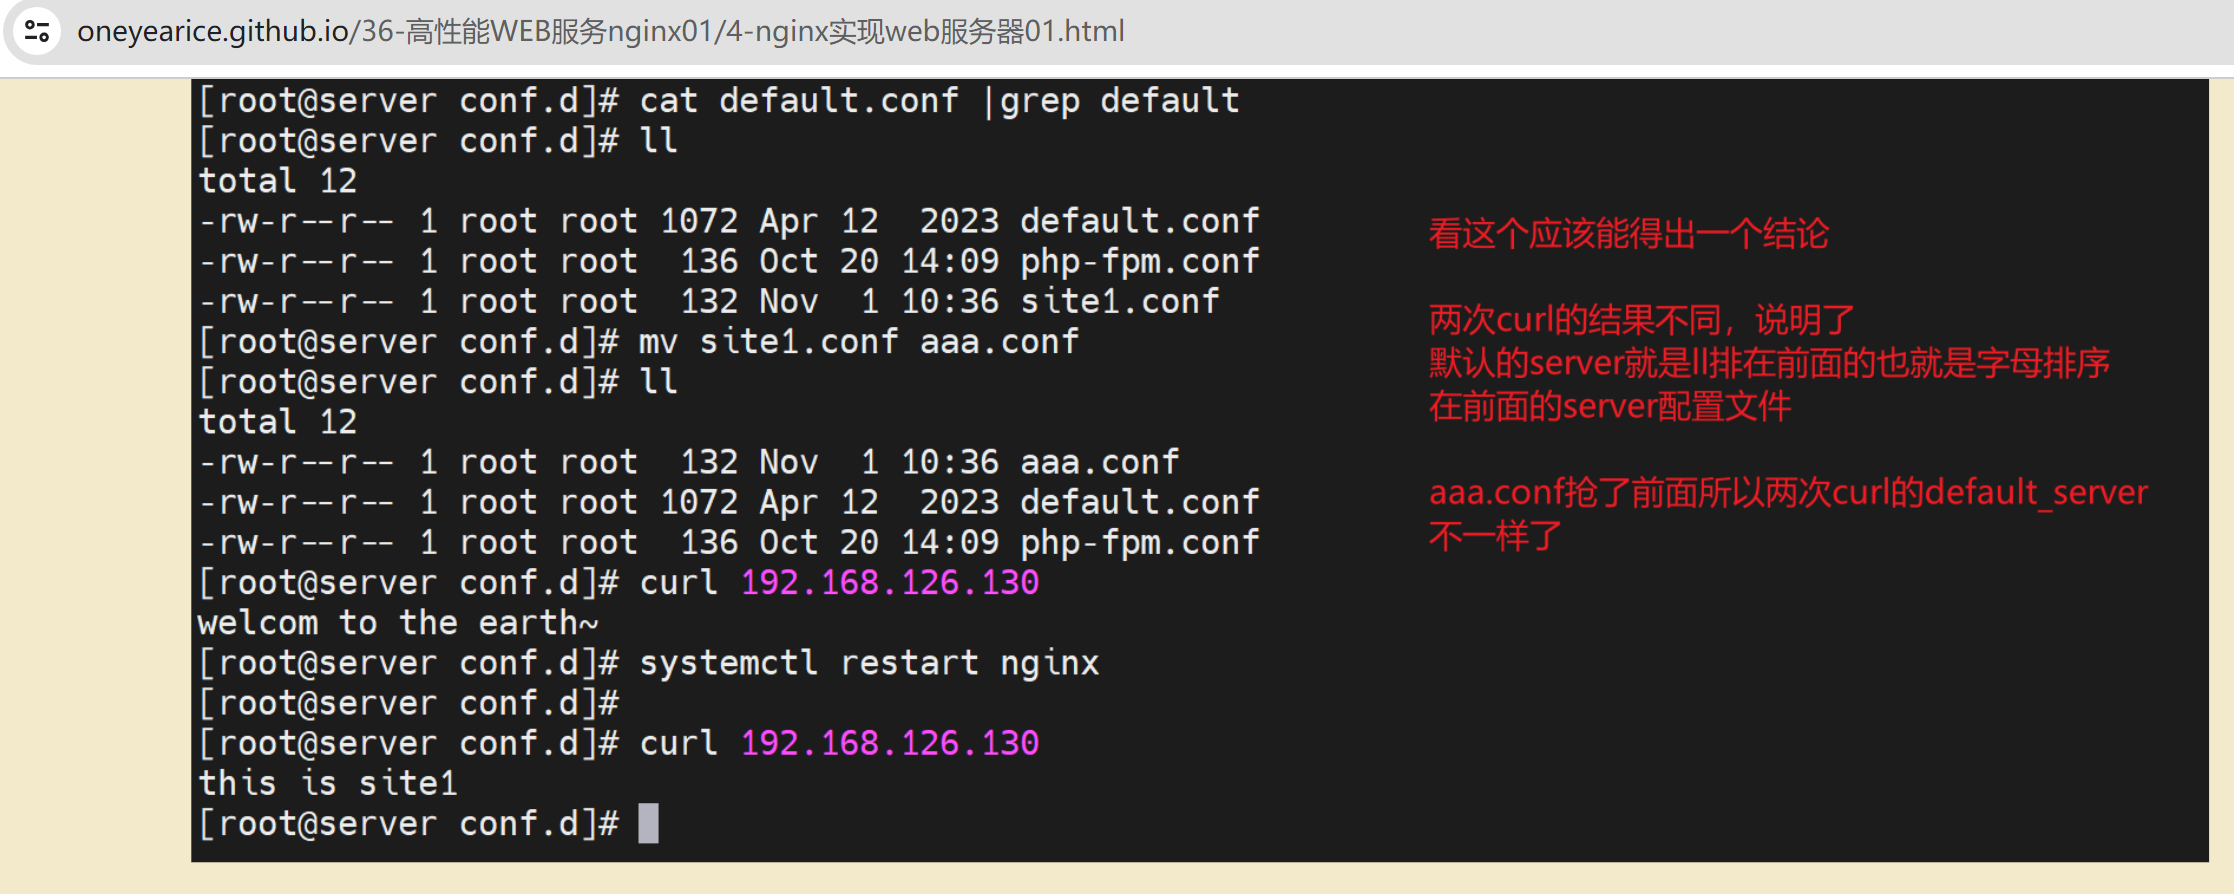 oneyearice.github.io/36-高性能WEB服务nginx01/4-nginx实现web服务器01.html
[root@server conf.d]# cat default.conf |grep default
[root@server conf.d]# ll
total 12
-rw-r--r-- 1 root root 1072 Apr 12  2023 default.conf
-rw-r--r-- 1 root root  136 Oct 20 14:09 php-fpm.conf
-rw-r--r-- 1 root root  132 Nov  1 10:36 site1.conf
[root@server conf.d]# mv site1.conf aaa.conf
[root@server conf.d]# ll
total 12
-rw-r--r-- 1 root root  132 Nov  1 10:36 aaa.conf
-rw-r--r-- 1 root root 1072 Apr 12  2023 default.conf
-rw-r--r-- 1 root root  136 Oct 20 14:09 php-fpm.conf
[root@server conf.d]# curl 192.168.126.130
welcom to the earth~
[root@server conf.d]# systemctl restart nginx
[root@server conf.d]#
[root@server conf.d]# curl 192.168.126.130
this is site1
[root@server conf.d]#
看这个应该能得出一个结论
两次curl的结果不同，说明了
默认的server就是ll排在前面的也就是字母排序
在前面的server配置文件
aaa.conf抢了前面所以两次curl的default_server
不一样了